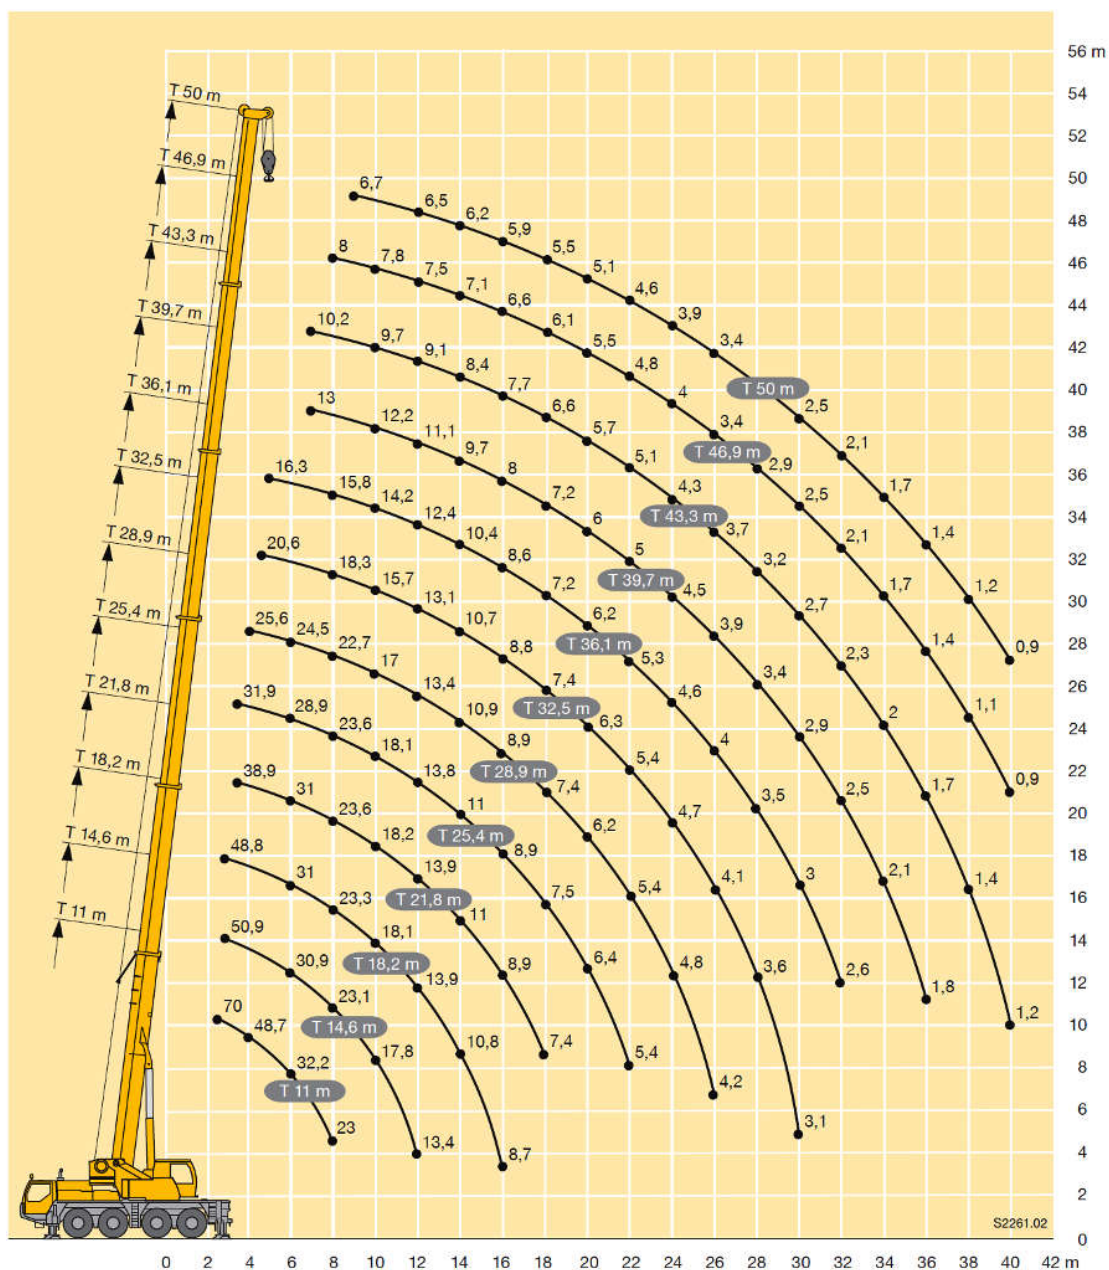 56 m
54
52
50
48
46
44
42
40
38
36
34
32
30
28
26
24
22
20
18
16
14
12
10
8
6
4
2
0
T 50 m
T 46,9 m
T 43,3 m
T 39,7 m
T 36,1 m
T 32,5 m
T 28,9 m
T 25,4 m
T 21,8 m
T 18,2 m
T 14,6 m
T 11 m
6,7 6,5 6,2 5,9 5,5 5,1 4,6 3,9 3,4 T 50 m 2,5 2,1 1,7 1,4 1,2 0,9
8 7,8 7,5 7,1 6,6 6,1 5,5 4,8 4 3,4 T 46,9 m 2,9 2,5 2,1 1,7 1,4 1,1 0,9
10,2 9,7 9,1 8,4 7,7 6,6 5,7 5,1 4,3 T 43,3 m 3,7 3,2 2,7 2,3 2 1,7 1,4 1,2
13 12,2 11,1 9,7 8 7,2 6 5 T 39,7 m 4,5 3,9 3,4 2,9 2,5 2,1 1,8
16,3 15,8 14,2 12,4 10,4 8,6 7,2 6,2 T 36,1 m 5,3 4,6 4 3,5 3 2,6
20,6 18,3 15,7 13,1 10,7 8,8 7,4 T 32,5 m 6,3 5,4 4,7 4,1 3,6 3,1
25,6 24,5 22,7 17 13,4 10,9 8,9 T 28,9 m 7,4 6,2 5,4 4,8 4,2
31,9 28,9 23,6 18,1 13,8 11 T 25,4 m 8,9 7,5 6,4 5,4
38,9 31 23,6 18,2 13,9 T 21,8 m 11 8,9 7,4
48,8 31 23,3 18,1 T 18,2 m 13,9 10,8 8,7
50,9 30,9 23,1 T 14,6 m 17,8 13,4
70 48,7 32,2 T 11 m 23
S2261.02
0 2 4 6 8 10 12 14 16 18 20 22 24 26 28 30 32 34 36 38 40 42 m